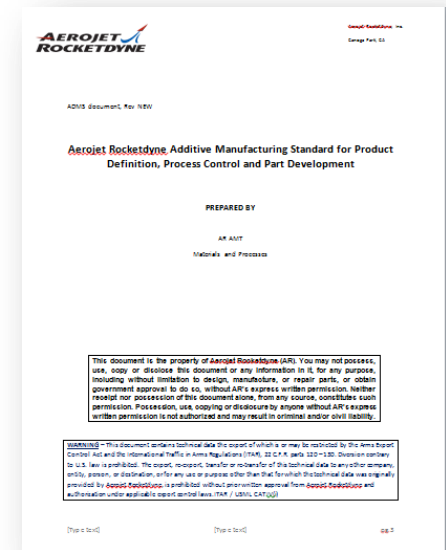 AEROJET
ROCKETDYNE
Aerojet Rocketdyne, Inc.
Canoga Park, CA
ADMS document, Rev NEW
Aerojet Rocketdyne Additive Manufacturing Standard for Product
Definition, Process Control and Part Development
PREPARED BY
AR AMT
Materials and Processes
This document is the property of Aerojet Rocketdyne (AR). You may not possess,
use, copy or disclose this document or any information in it, for any purpose,
including without limitation to design, manufacture, or repair parts, or obtain
government approval to do so, without AR's express written permission. Neither
receipt nor possession of this document alone, from any source, constitutes such
permission. Possession, use, copying or disclosure by anyone without AR's express
written permission is not authorized and may result in criminal and/or civil liability.
WARNING – This document contains technical data the export of which is or may be restricted by the Arms Export
Control Act and the International Traffic in Arms Regulations (ITAR), 22 C.F.R. parts 120–130. Diversion contrary
to U.S. law is prohibited. The export, re-export, transfer or re-transfer of this technical data to any other company,
entity, person, or destination, or for any use or purpose other than that for which the technical data was originally
provided by Aerojet Rocketdyne, is prohibited without prior written approval from Aerojet Rocketdyne and
authorization under applicable export control laws. ITAR / USML CAT
[Type text] [Type text] pg.3